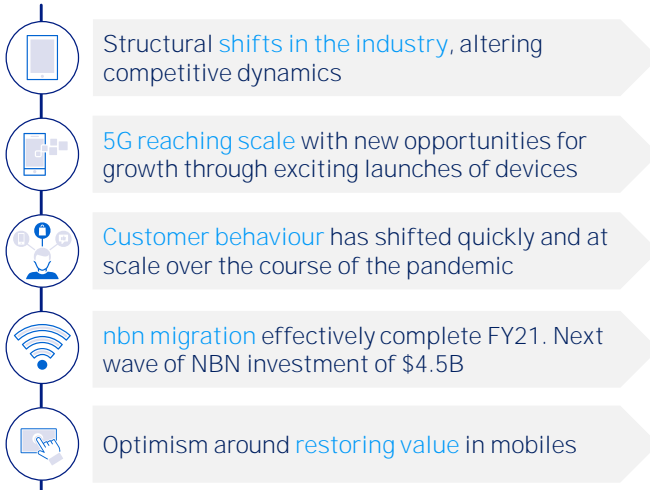 Structural shifts in the industry, altering
competitive dynamics
5G reaching scale with new opportunities for
growth through exciting launches of devices
Customer behaviour has shifted quickly and at
scale over the course of the pandemic
nbn migration effectively complete FY21. Next
wave of NBN investment of $4.5B
Optimism around restoring value in mobiles